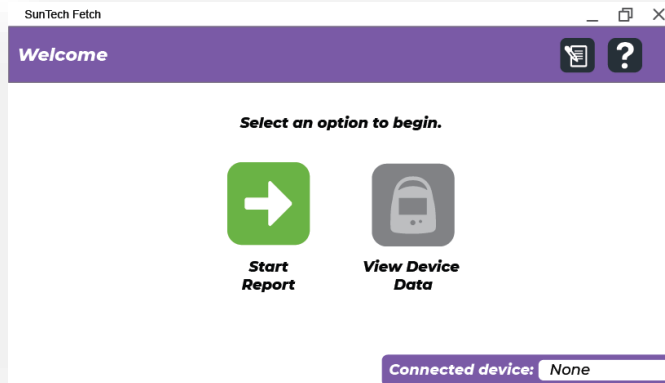 SunTech Fetch
Welcome
?
Select an option to begin.
Start
Report
View Device
Data
Connected device: None